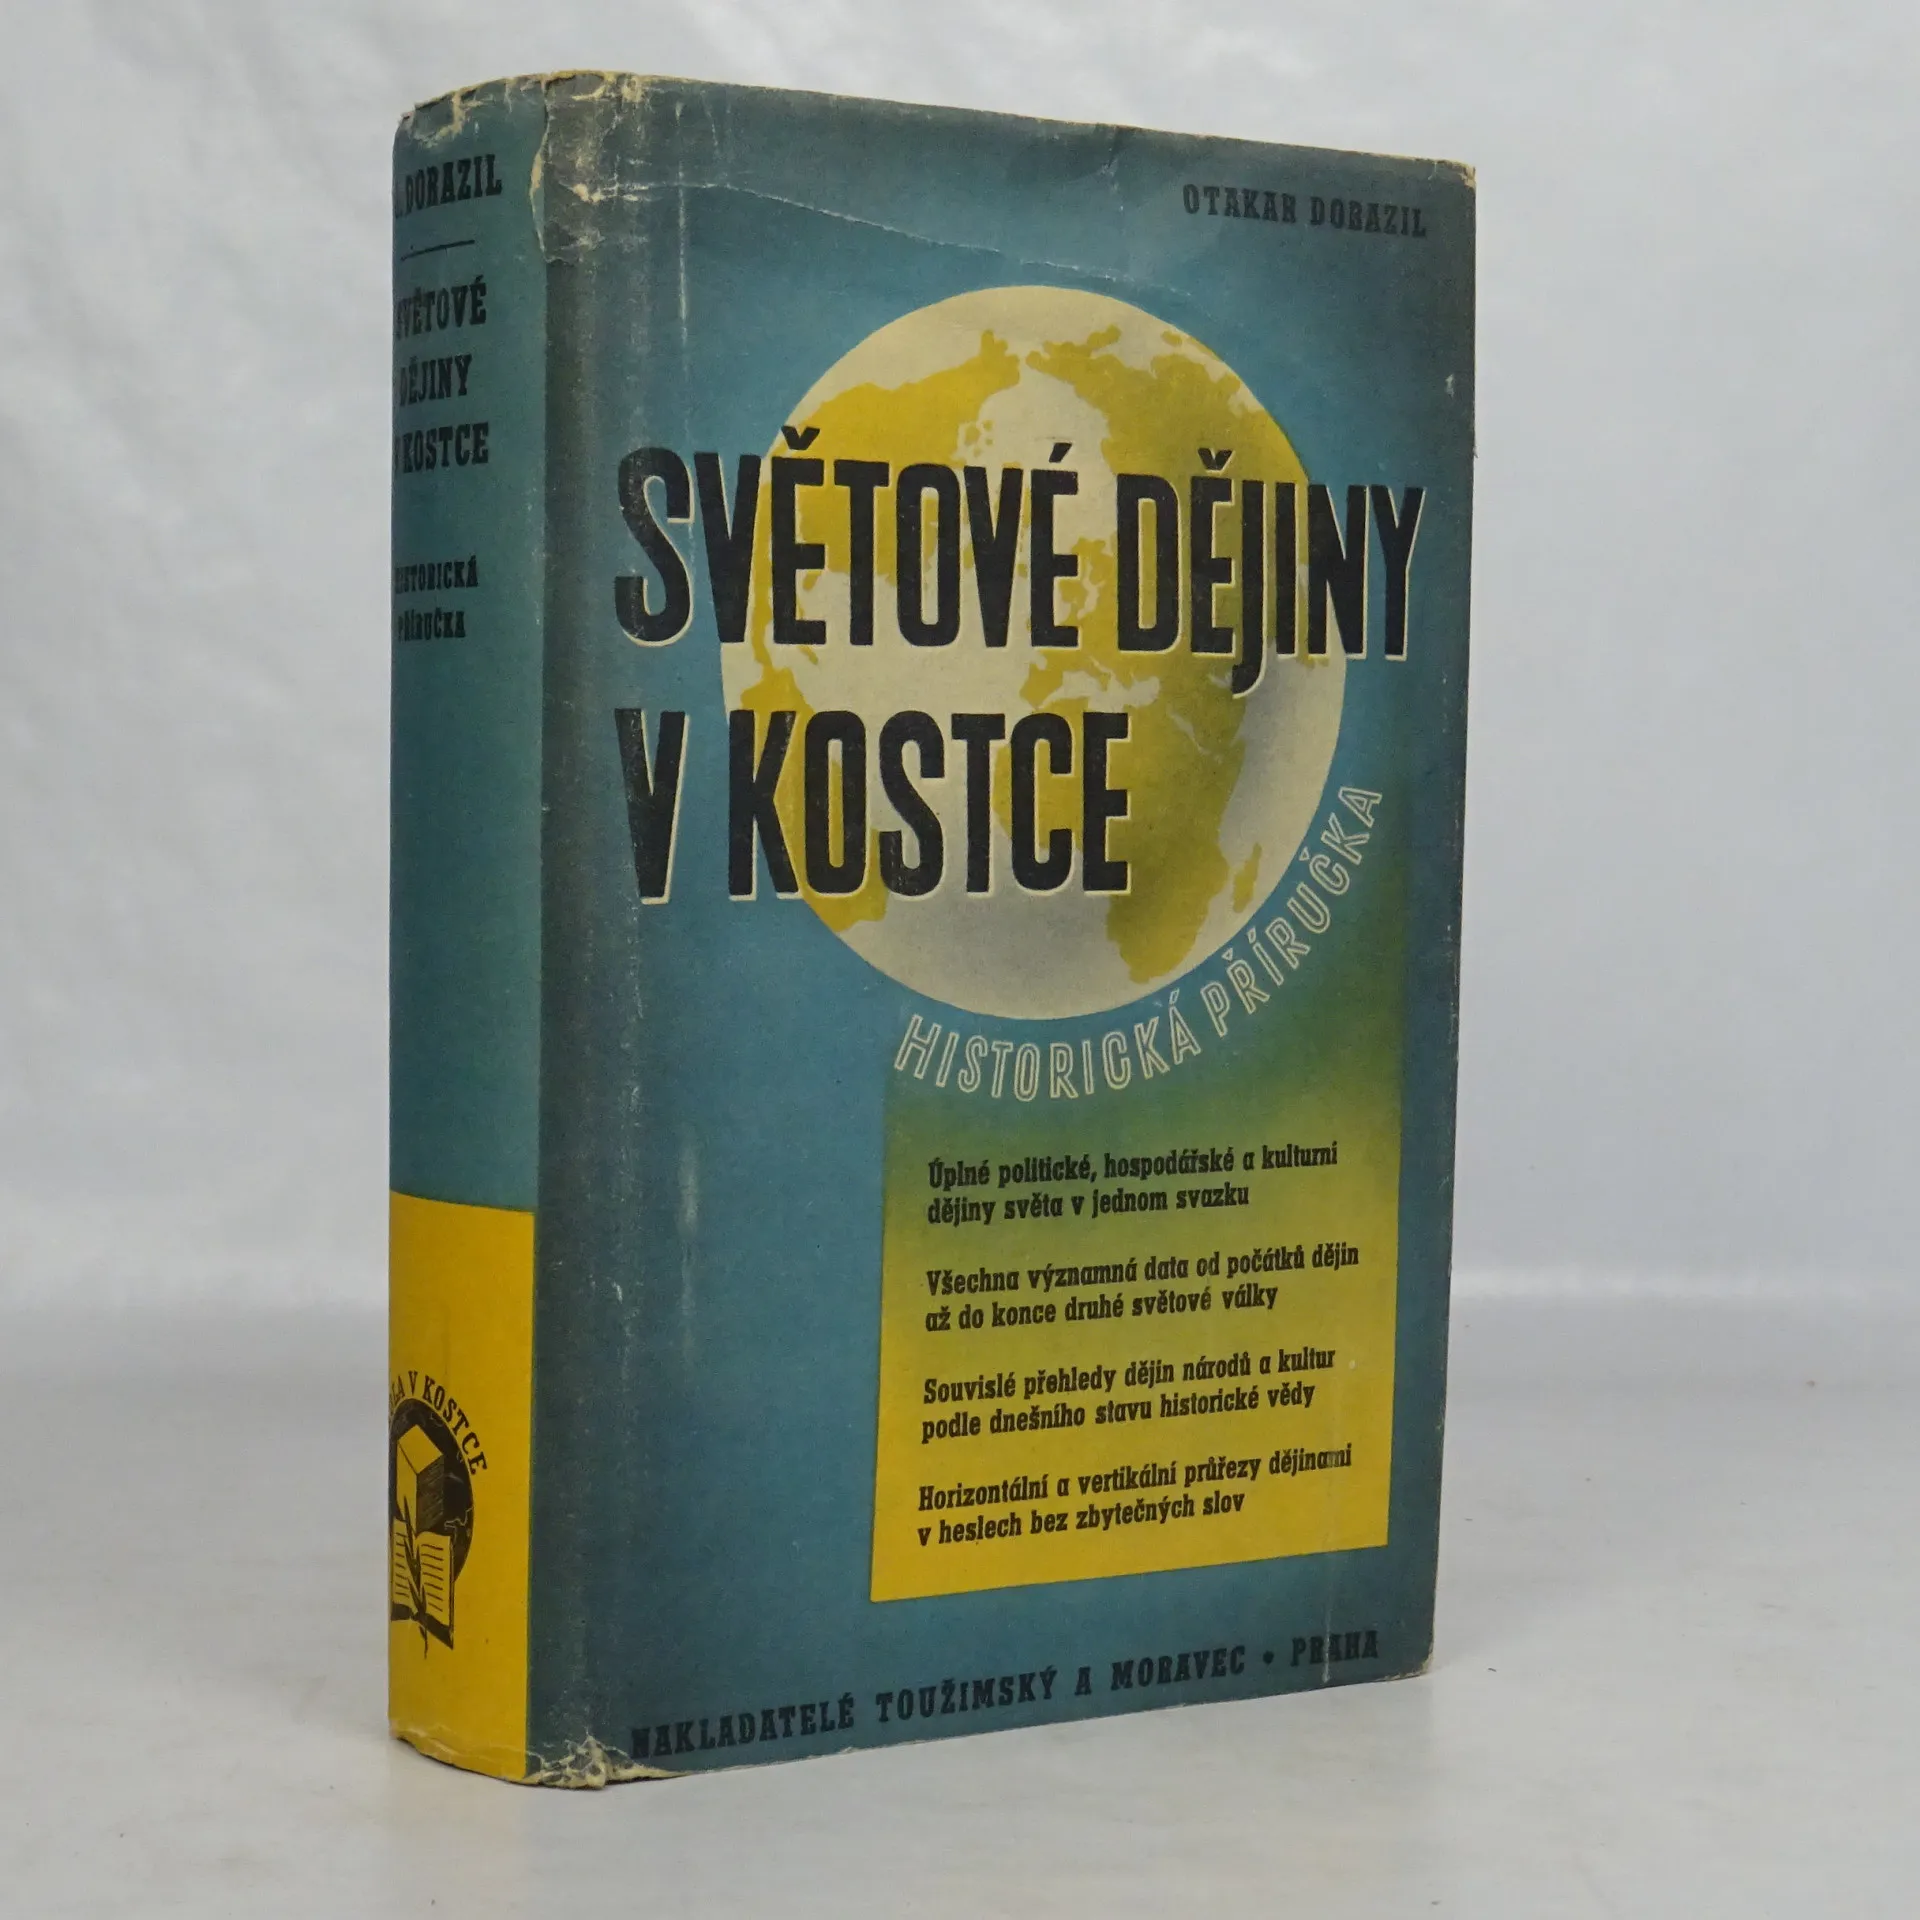 DORAZIL
SVĚTOVÉ
DĚJINY
V KOSTCE
HISTORICKÁ
PŘÍRUČKA
V KOSTCE
OTAKAR DORAZIL
SVĚTOVÉ DĚJINY
V KOSTCE
HISTORICKÁ PŘÍRUČKA
Úplné politické, hospodářské a kulturní
dějiny světa v jednom svazku
Všechna významná data od počátků dějin
až do konce druhé světové války
Souvislé přehledy dějin národů a kultur
podle dnešního stavu historické vědy
Horizontální a vertikální průřezy dějinami
v heslech bez zbytečných slov
NAKLADATELÉ TOUŽIMSKÝ A MORAVEC • PRAHA